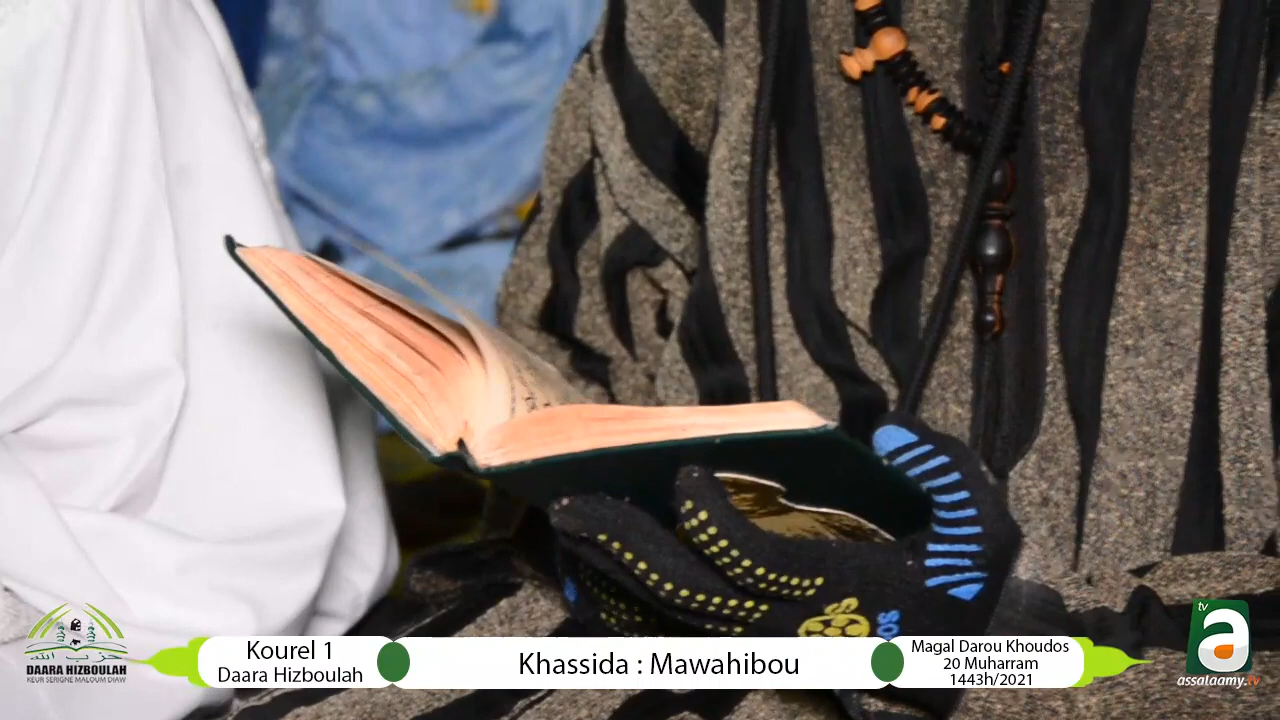 DAARA HIZBOULAH
KEUR SERIGNE MALOUM DIAW
Kourel 1
Daara Hizboulah
Khassida : Mawahibou
Magal Darou Khoudos
20 Muharram
1443h/2021
tv
a
assalaamy.tv